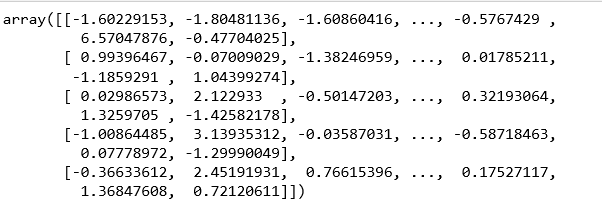 array([[-1.60229153, -1.80481136, -1.60860416, ..., -0.5767429 ,
6.57047876, -0.47704025],
[ 0.99394667, -0.07009029, -1.38246959, ..., 0.01785211,
-1.1859291 , 1.04399274],
[ 0.02986573, 2.122933 , -0.50147203, ..., 0.32193064,
1.3259705 , -1.42582178],
[-1.00864485, 3.13935312, -0.03587031, ..., -0.58718463,
0.07778972, -1.29990049],
[-0.36633612, 2.45191931, 0.76615396, ..., 0.17527117,
1.36847608, 0.72120611]])